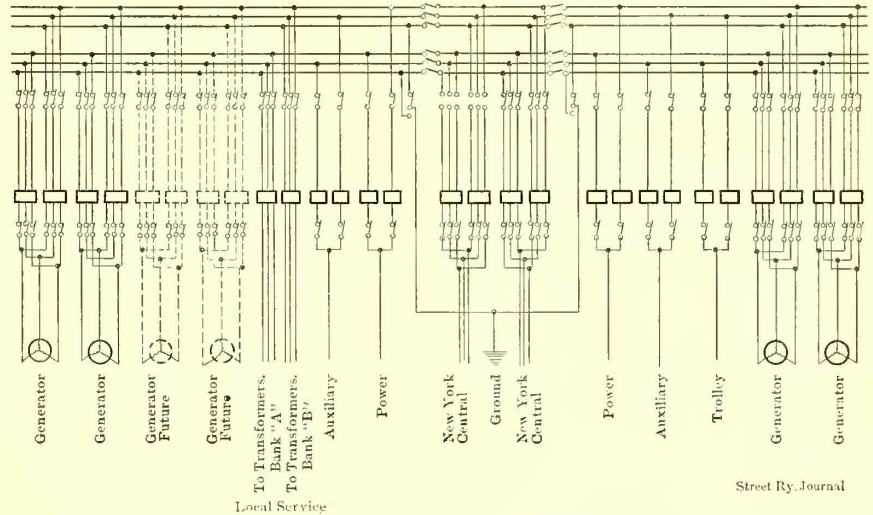 Generator
Generator
Generator
Future
Generator
Future
To Transformers.
Bank "A"
To Transformers.
Bank "B"
Auxiliary
Power
New York
Central
Ground
New York
Central
Power
Auxiliary
Trolley
Generator
Generator
Street Ry. Journal
Local Service